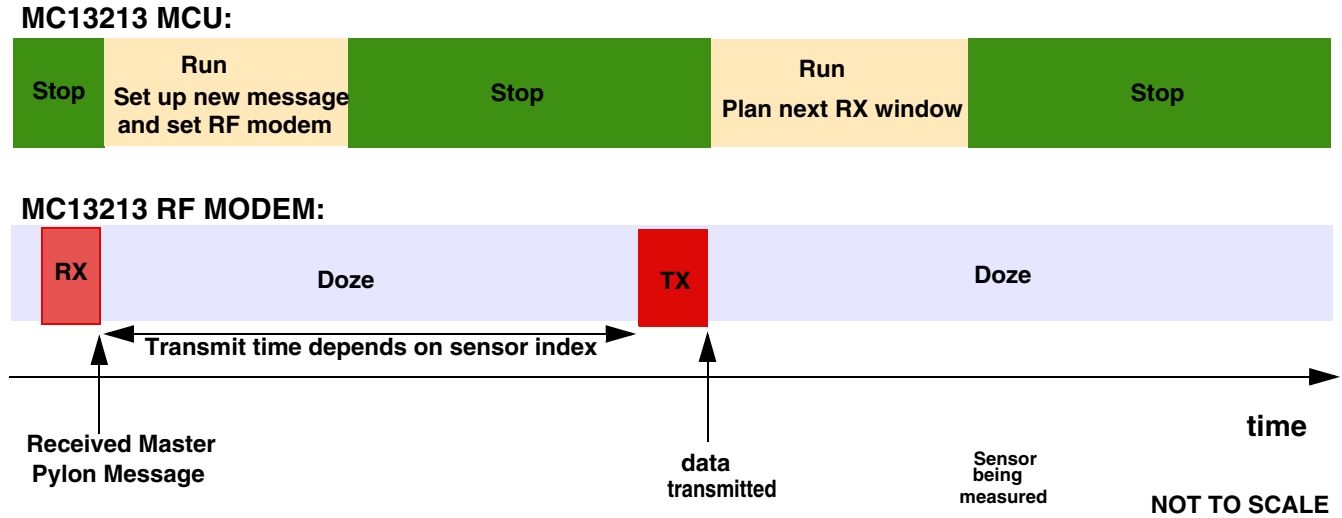 MC13213 MCU:
Stop
Run
Set up new message
and set RF modem
Stop
Run
Plan next RX window
Stop
MC13213 RF MODEM:
RX
Doze
TX
Doze
Transmit time depends on sensor index
time
Received Master
Pylon Message
data
transmitted
Sensor
being
measured
NOT TO SCALE